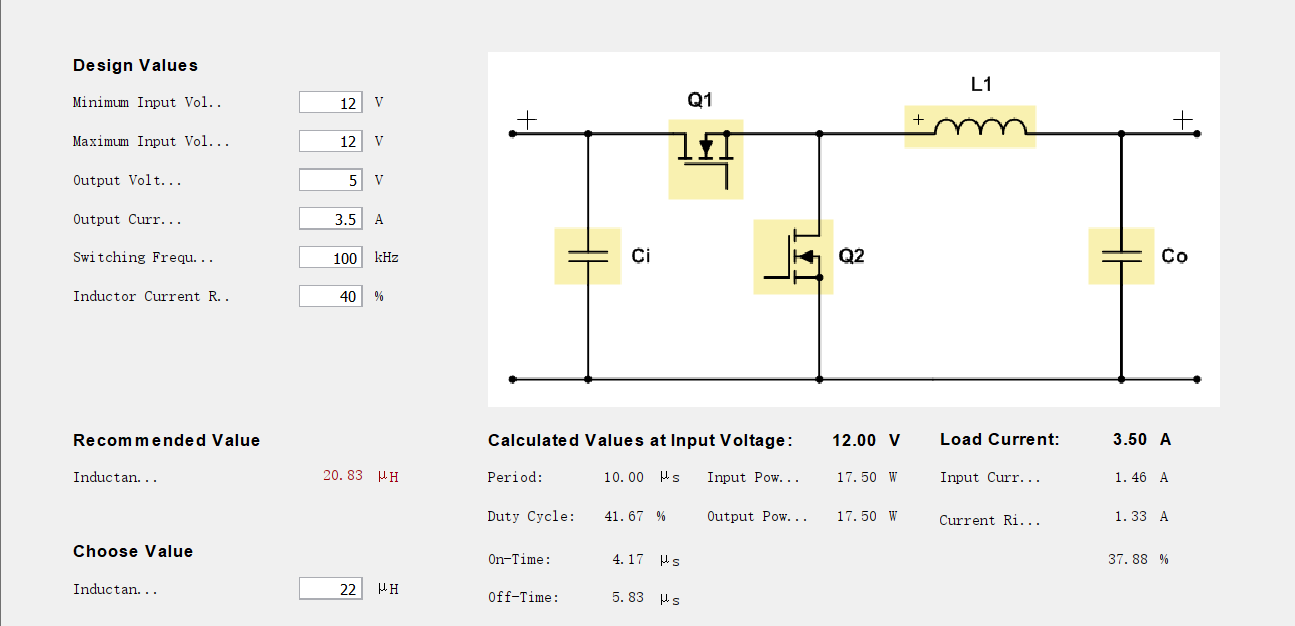 Design Values
Minimum Input Vol.. 12 V
Maximum Input Vol... 12 V
Output Volt... 5 V
Output Curr... 3.5 A
Switching Frequ... 100 kHz
Inductor Current R.. 40 %
Q1
L1
+
+
+
Ci
Q2
Co
Recommended Value
Inductan... 20.83 μH
Choose Value
Inductan... 22 μH
Calculated Values at Input Voltage: 12.00 V Load Current: 3.50 A
Period: 10.00 μs Input Pow... 17.50 W Input Curr... 1.46 A
Duty Cycle: 41.67 % Output Pow... 17.50 W Current Ri... 1.33 A
On-Time: 4.17 μs 37.88 %
Off-Time: 5.83 μs